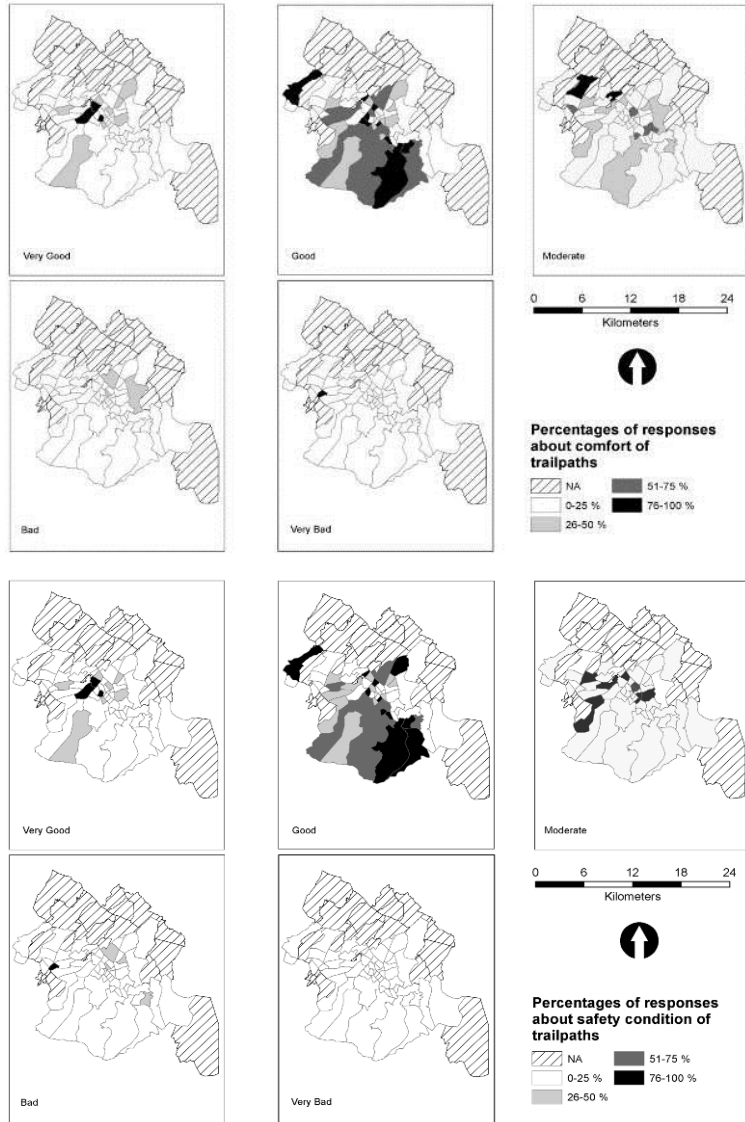 Very Good
Good
Moderate
Bad
Very Bad
0 6 12 18 24
Kilometers
Percentages of responses
about comfort of
trailpaths
NA
51-75 %
0-25 %
76-100 %
26-50 %
Very Good
Good
Moderate
Bad
Very Bad
0 6 12 18 24
Kilometers
Percentages of responses
about safety condition of
trailpaths
NA
51-75 %
0-25 %
76-100 %
26-50 %